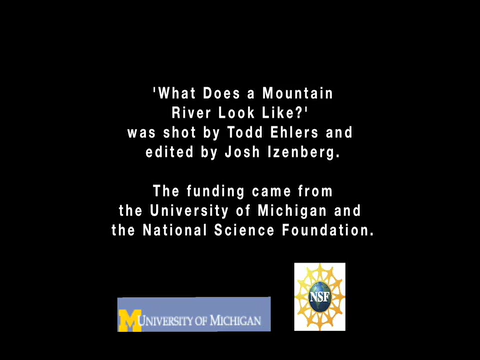 'What Does a Mountain
River Look Like?'
was shot by Todd Ehlers and
edited by Josh Izenberg.
The funding came from
the University of Michigan and
the National Science Foundation.
M UNIVERSITY OF MICHIGAN
NSF